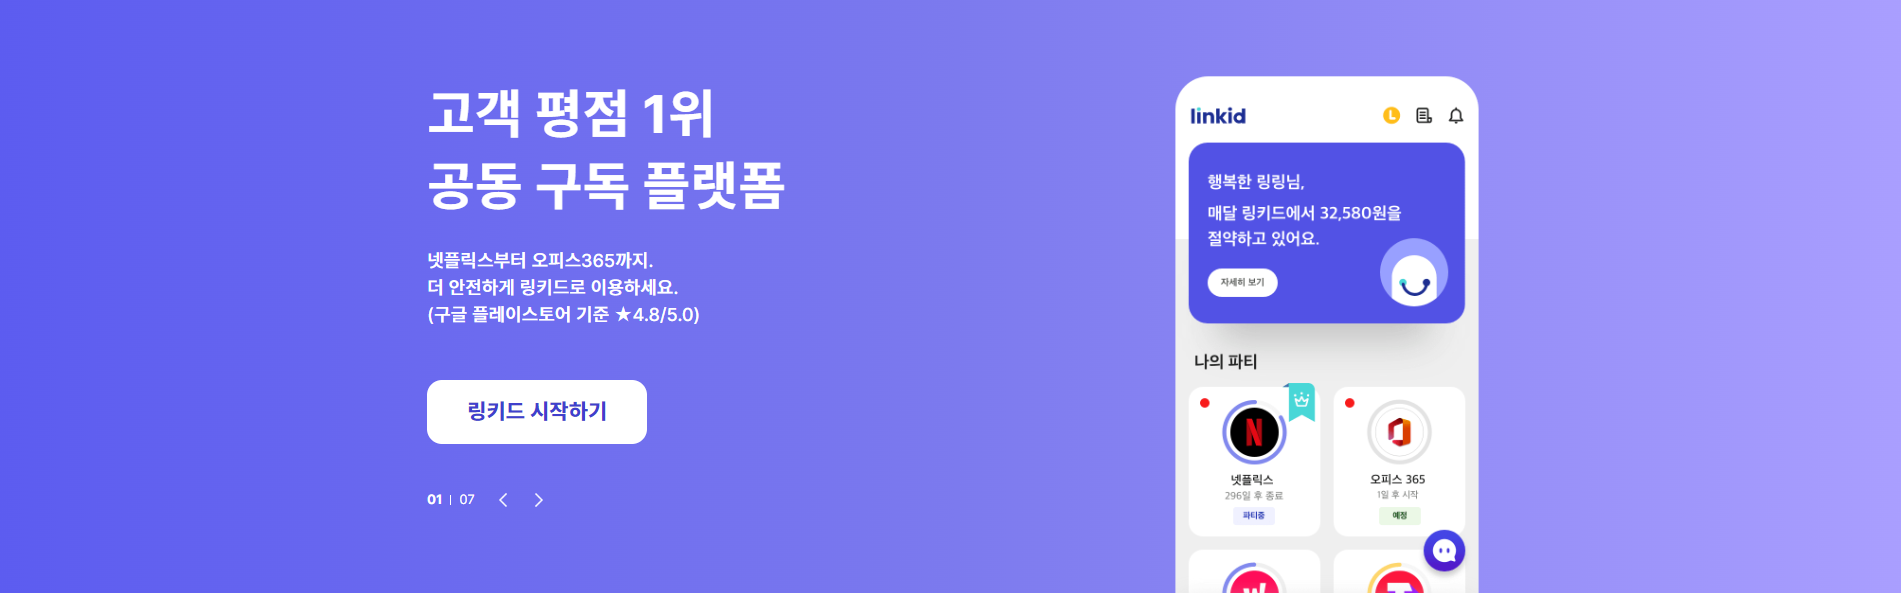 고객 평점 1위
공동 구독 플랫폼
넷플릭스부터 오피스365까지.
더 안전하게 링키드로 이용하세요.
(구글 플레이스토어 기준 ★4.8/5.0)
링키드 시작하기
01 | 07
linkid
L
행복한 링링님,
매달 링키드에서 32,580원을
절약하고 있어요.
자세히 보기
나의 파티
넷플릭스
296일 후 종료
파티중
오피스 365
1일 후 시작
예정